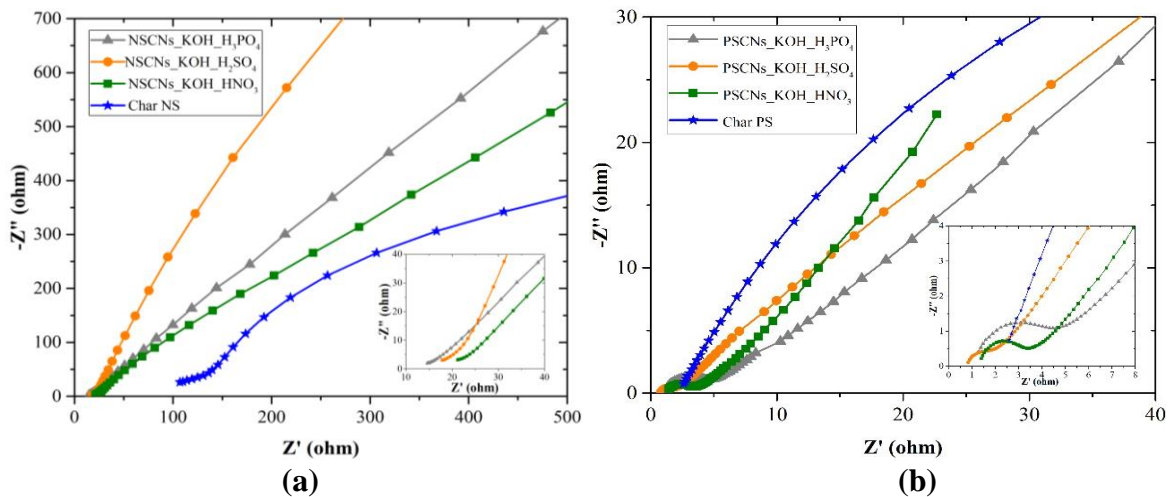 (a)
700
600
500
400
300
200
100
0
-Z" (ohm)
NSCNs_KOH_H₃PO₄
NSCNs_KOH_H₂SO₄
NSCNs_KOH_HNO₃
Char NS
40
30
20
10
0
-Z" (ohm)
10 20 30 40
Z' (ohm)
0 100 200 300 400 500
Z' (ohm)
(a)
(b)
30
20
10
0
-Z'' (ohm)
PSCNs_KOH_H₃PO₄
PSCNs_KOH_H₂SO₄
PSCNs_KOH_HNO₃
Char PS
4
3
2
1
0
-Z'' (ohm)
0 1 2 3 4 5 6 7 8
Z' (ohm)
0 10 20 30 40
Z' (ohm)
(b)